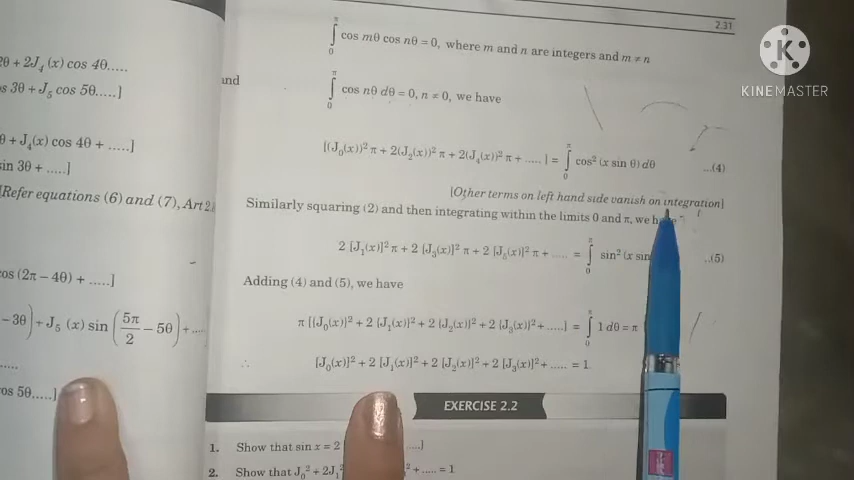 2θ + 2J₄ (x) cos 4θ.....
s 3θ + J₅ cos 5θ.....]
θ + J₄(x) cos 4θ + .....]
sin 3θ + .....]
[Refer equations (6) and (7), Art 2.
cos (2π − 4θ) + .....]
− 3θ) + J₅ (x) sin (5π/2 − 5θ) + ....
.....
cos 5θ.....]
2.31
∫₀^π cos mθ cos nθ = 0, where m and n are integers and m ≠ n
and ∫₀^π cos nθ dθ = 0, n ≠ 0, we have
[(J₀(x))² π + 2(J₂(x))² π + 2(J₄(x))² π + ..... ] = ∫₀^π cos² (x sin θ) dθ ...(4)
[Other terms on left hand side vanish on integration]
Similarly squaring (2) and then integrating within the limits 0 and π, we
2 [J₁(x)]² π + 2 [J₃(x)]² π + 2 [J₅(x)]² π + ..... = ∫₀^π sin² (x sin ..(5)
Adding (4) and (5), we have
π [[J₀(x)]² + 2 [J₁(x)]² + 2 [J₂(x)]² + 2 [J₃(x)]² + .....] = ∫₀^π 1 dθ = π
∴ [J₀(x)]² + 2 [J₁(x)]² + 2 [J₂(x)]² + 2 [J₃(x)]² + ..... = 1
EXERCISE 2.2
1. Show that sin x = 2 ....]
2. Show that J₀² + 2J₁² ² + ..... = 1
K
KINEMASTER